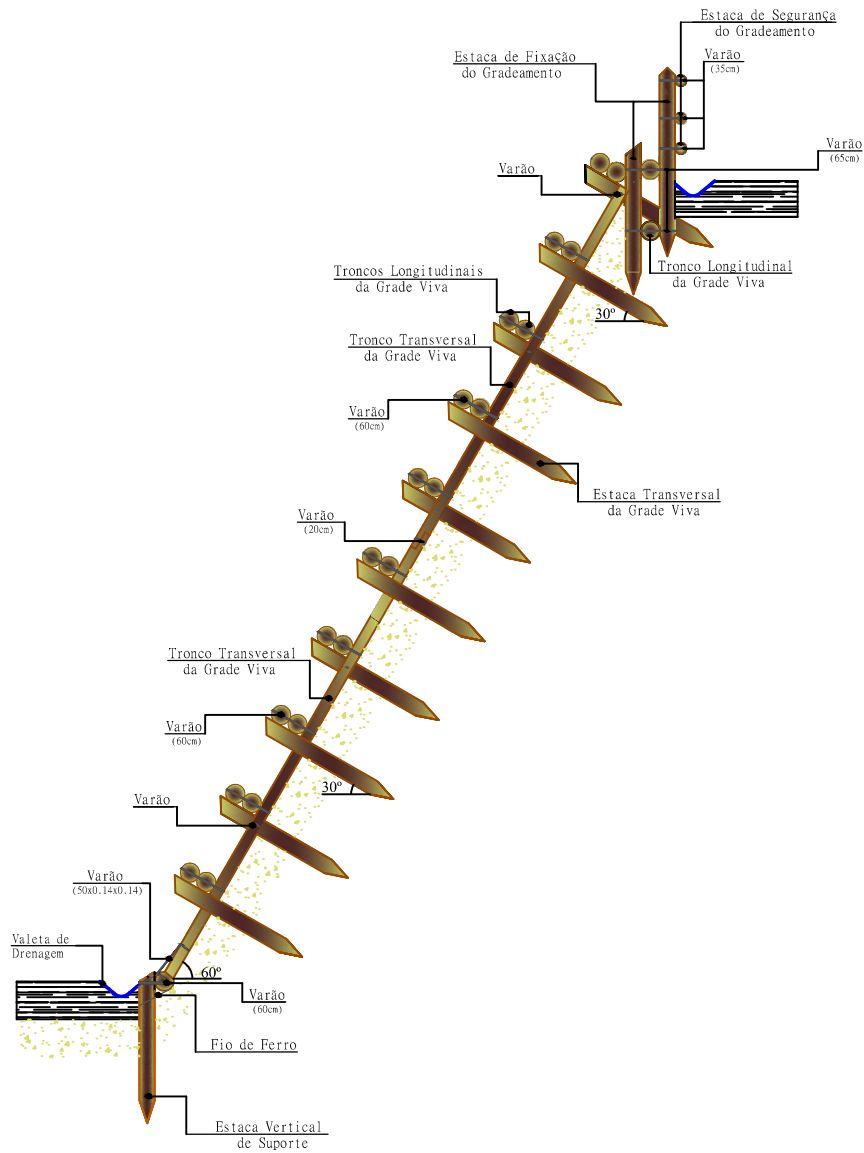 Estaca de Segurança
do Gradeamento
Estaca de Fixação
do Gradeamento
Varão
(35cm)
Varão
(65cm)
Varão
Troncos Longitudinais
da Grade Viva
Tronco Longitudinal
da Grade Viva
30º
Tronco Transversal
da Grade Viva
Varão
(60cm)
Estaca Transversal
da Grade Viva
Varão
(20cm)
Tronco Transversal
da Grade Viva
Varão
(60cm)
30º
Varão
Varão
(50x0.14x0.14)
Valeta de
Drenagem
60º
Varão
(60cm)
Fio de Ferro
Estaca Vertical
de Suporte